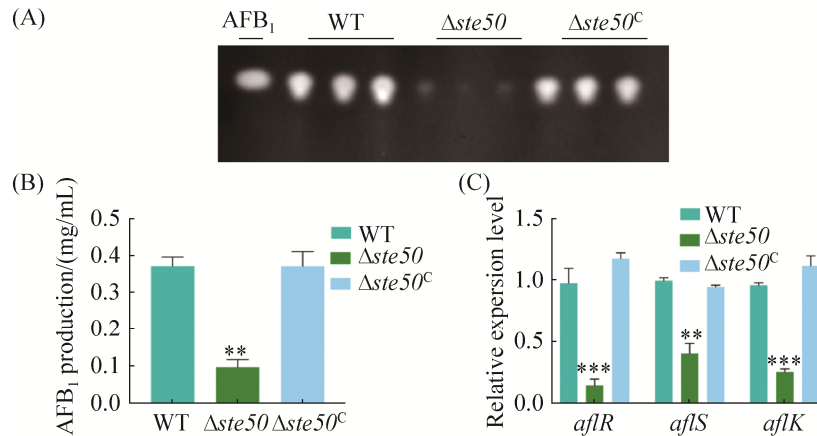 (A)
AFB₁ WT Δste50 Δste50ᶜ
(B)
AFB₁ production/(mg/mL)
0.5
0.4
0.3
0.2
0.1
0.0
WT
Δste50
Δste50ᶜ
**
WT Δste50 Δste50ᶜ
(C)
Relative expersion level
1.5
1.0
0.5
0.0
WT
Δste50
Δste50ᶜ
*** ** ***
aflR aflS aflK